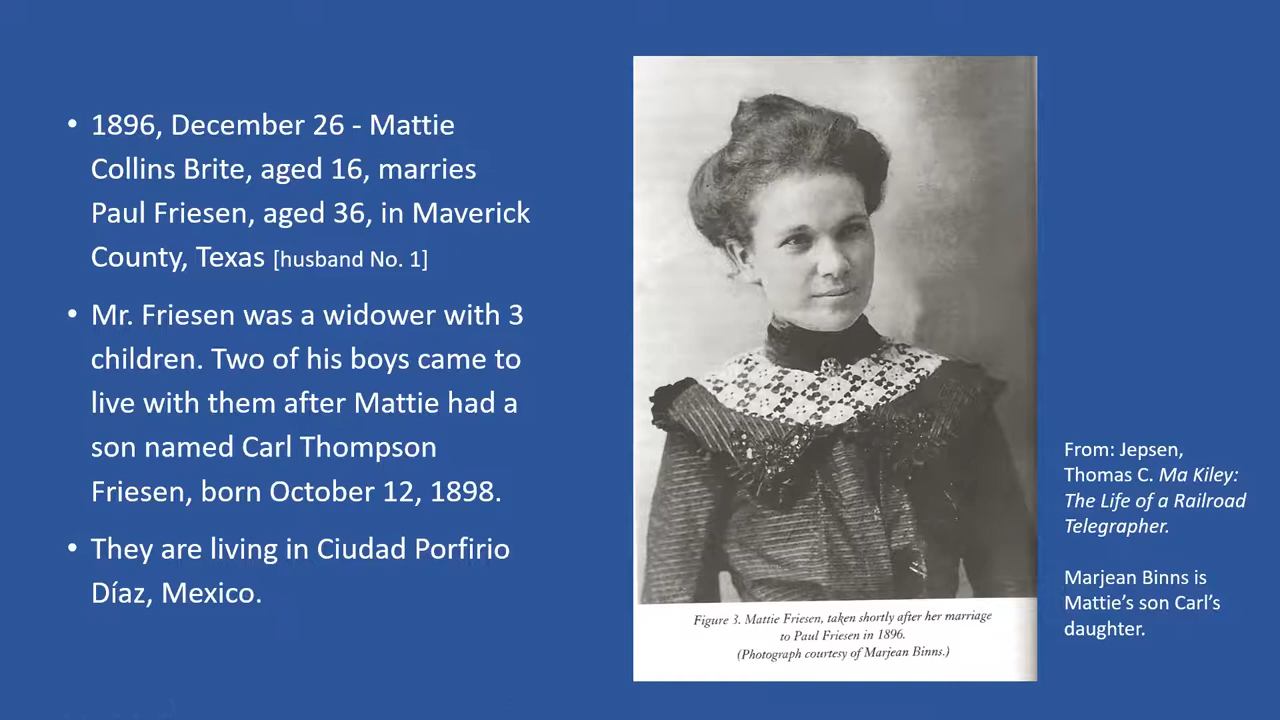 • 1896, December 26 - Mattie
Collins Brite, aged 16, marries
Paul Friesen, aged 36, in Maverick
County, Texas [husband No. 1]
• Mr. Friesen was a widower with 3
children. Two of his boys came to
live with them after Mattie had a
son named Carl Thompson
Friesen, born October 12, 1898.
• They are living in Ciudad Porfirio
Díaz, Mexico.
Figure 3. Mattie Friesen, taken shortly after her marriage
to Paul Friesen in 1896.
(Photograph courtesy of Marjean Binns.)
From: Jepsen,
Thomas C. Ma Kiley:
The Life of a Railroad
Telegrapher.
Marjean Binns is
Mattie’s son Carl’s
daughter.